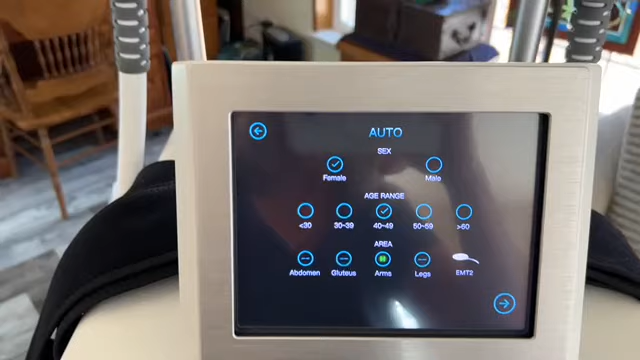 AUTO
SEX
Female Male
AGE RANGE
<30 30~39 40~49 50~59 >60
AREA
Abdomen Gluteus Arms Legs EMT2